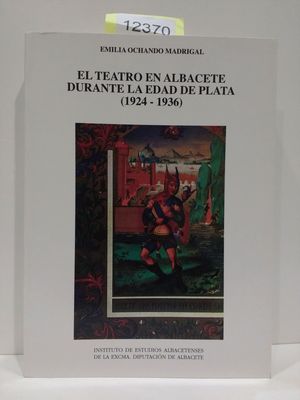 12370
EMILIA OCHANDO MADRIGAL
EL TEATRO EN ALBACETE
DURANTE LA EDAD DE PLATA
(1924 - 1936)
INSTITUTO DE ESTUDIOS ALBACETENSES
DE LA EXCMA. DIPUTACIÓN DE ALBACETE